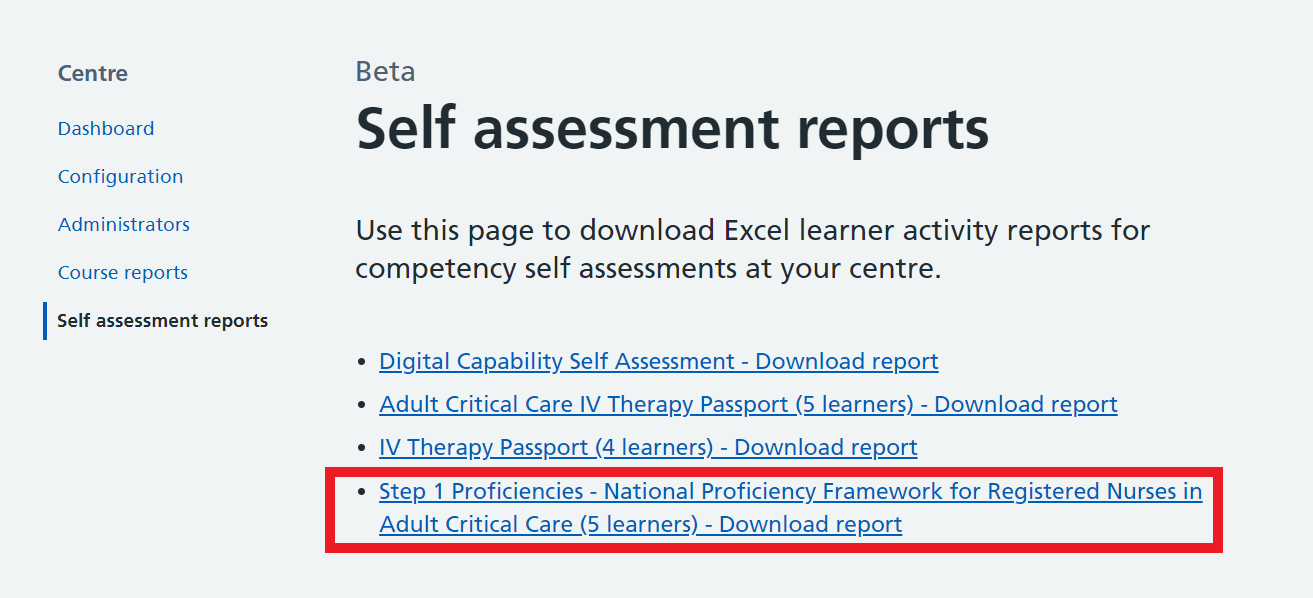 Centre
Dashboard
Configuration
Administrators
Course reports
Self assessment reports
Beta
Self assessment reports
Use this page to download Excel learner activity reports for
competency self assessments at your centre.
Digital Capability Self Assessment - Download report
Adult Critical Care IV Therapy Passport (5 learners) - Download report
IV Therapy Passport (4 learners) - Download report
Step 1 Proficiencies - National Proficiency Framework for Registered Nurses in
Adult Critical Care (5 learners) - Download report